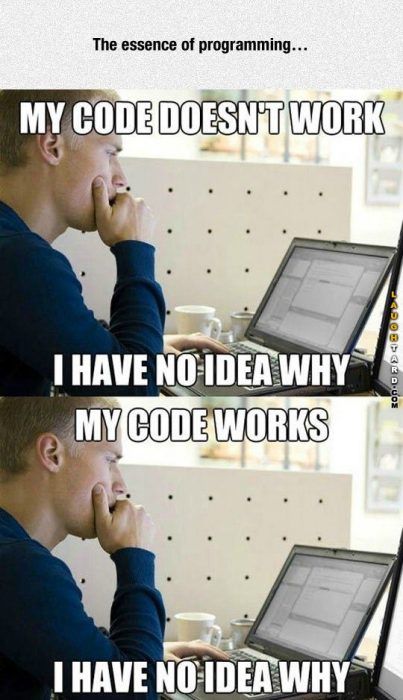 The essence of programming...
MY CODE DOESN'T WORK
I HAVE NO IDEA WHY
LAUGHTARD.COM
MY CODE WORKS
I HAVE NO IDEA WHY